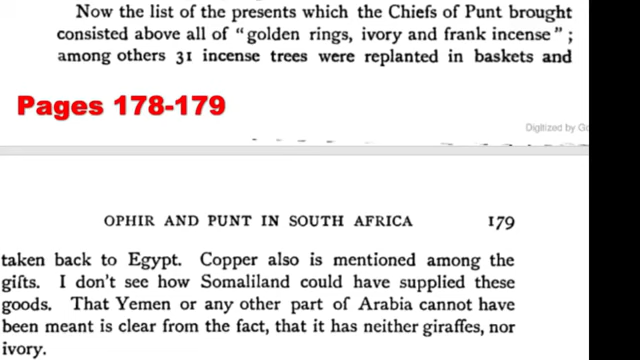 Now the list of the presents which the Chiefs of Punt brought
consisted above all of "golden rings, ivory and frank incense";
among others 31 incense trees were replanted in baskets and
Pages 178-179
Digitized by Go
OPHIR AND PUNT IN SOUTH AFRICA 179
taken back to Egypt. Copper also is mentioned among the
gifts. I don't see how Somaliland could have supplied these
goods. That Yemen or any other part of Arabia cannot have
been meant is clear from the fact, that it has neither giraffes, nor
ivory.